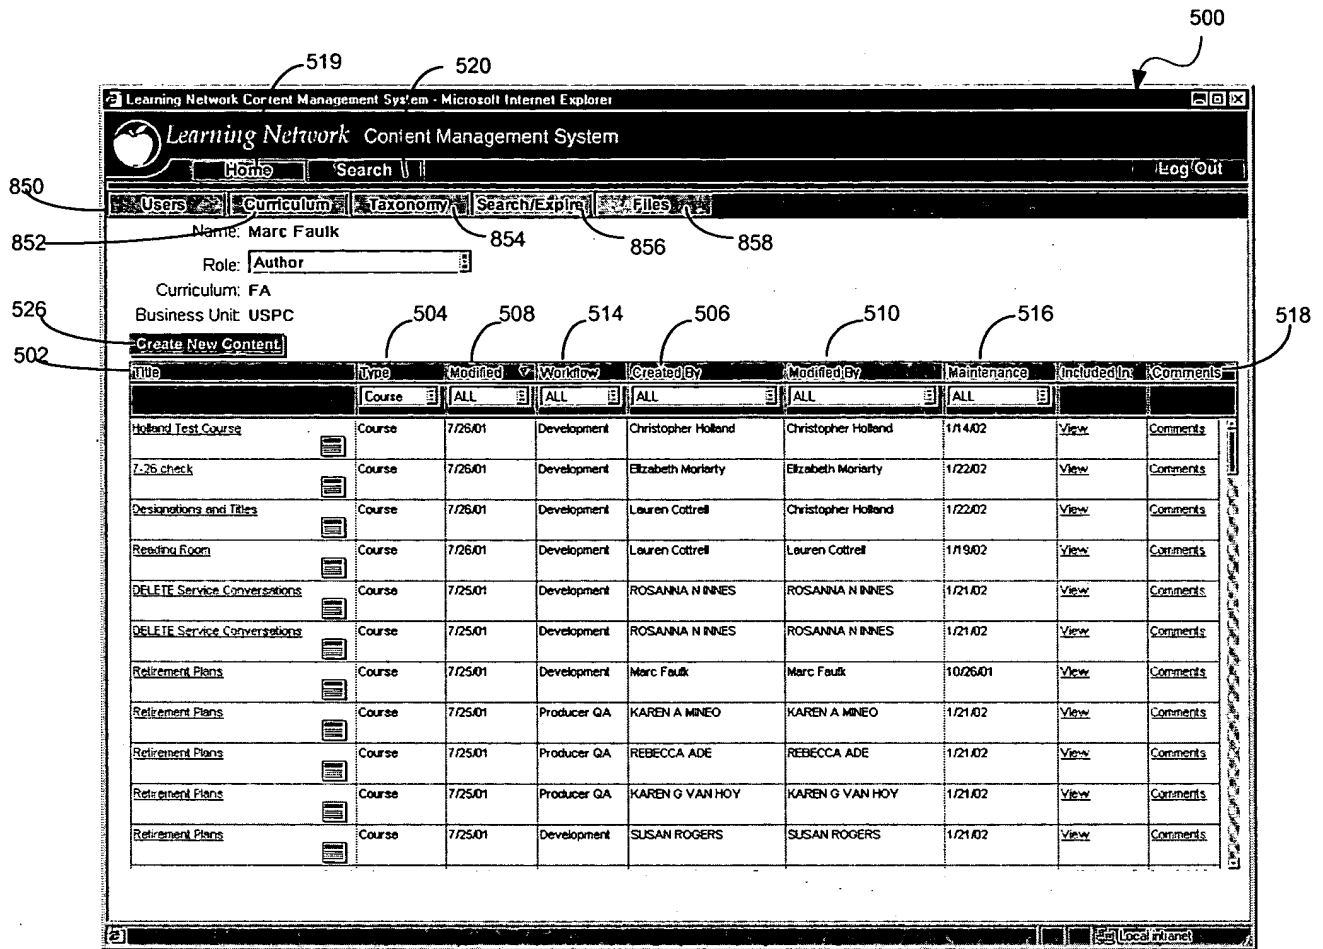 500
519 520
Learning Network Content Management System - Microsoft Internet Explorer
Learning Network Content Management System
Home Search Log Out
850
Users Curriculum Taxonomy Search/Expire Files
852 854 856 858
Name: Marc Faulk
Role: Author
Curriculum: FA
Business Unit: USPC
526 504 508 514 506 510 516 518
Create New Content
502
Title Type Modified Workflow Created By Modified By Maintenance Included In: Comments
Course ALL ALL ALL ALL ALL
Holland Test Course Course 7/26/01 Development Christopher Holland Christopher Holland 1/14/02 View Comments
7-26 check Course 7/26/01 Development Elizabeth Moriarty Elizabeth Moriarty 1/22/02 View Comments
Designations and Titles Course 7/26/01 Development Lauren Cottrell Christopher Holland 1/22/02 View Comments
Reading Room Course 7/26/01 Development Lauren Cottrell Lauren Cottrell 1/19/02 View Comments
DELETE Service Conversations Course 7/25/01 Development ROSANNA N INNES ROSANNA N INNES 1/21/02 View Comments
DELETE Service Conversations Course 7/25/01 Development ROSANNA N INNES ROSANNA N INNES 1/21/02 View Comments
Retirement Plans Course 7/25/01 Development Marc Faulk Marc Faulk 10/26/01 View Comments
Retirement Plans Course 7/25/01 Producer QA KAREN A MINEO KAREN A MINEO 1/21/02 View Comments
Retirement Plans Course 7/25/01 Producer QA REBECCA ADE REBECCA ADE 1/21/02 View Comments
Retirement Plans Course 7/25/01 Producer QA KAREN G VAN HOY KAREN G VAN HOY 1/21/02 View Comments
Retirement Plans Course 7/25/01 Development SUSAN ROGERS SUSAN ROGERS 1/21/02 View Comments
Local intranet